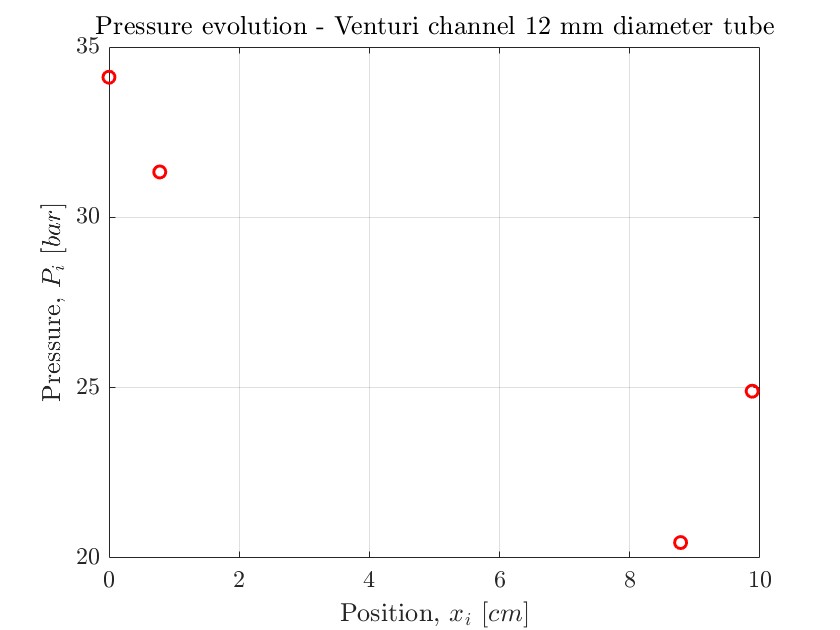 Pressure evolution - Venturi channel 12 mm diameter tube
35
30
25
20
Pressure, P_i [bar]
0 2 4 6 8 10
Position, x_i [cm]